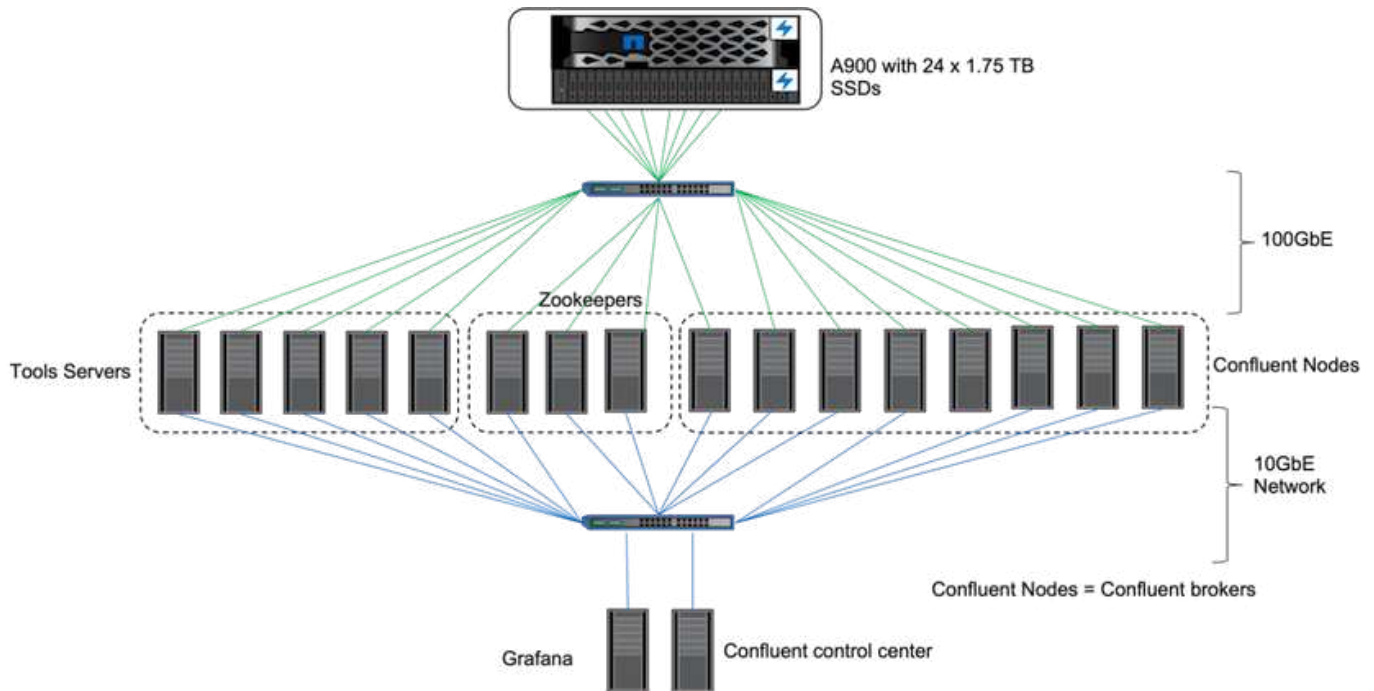 A900 with 24 x 1.75 TB
SSDs
100GbE
Zookeepers
Tools Servers
Confluent Nodes
10GbE
Network
Confluent Nodes = Confluent brokers
Grafana
Confluent control center